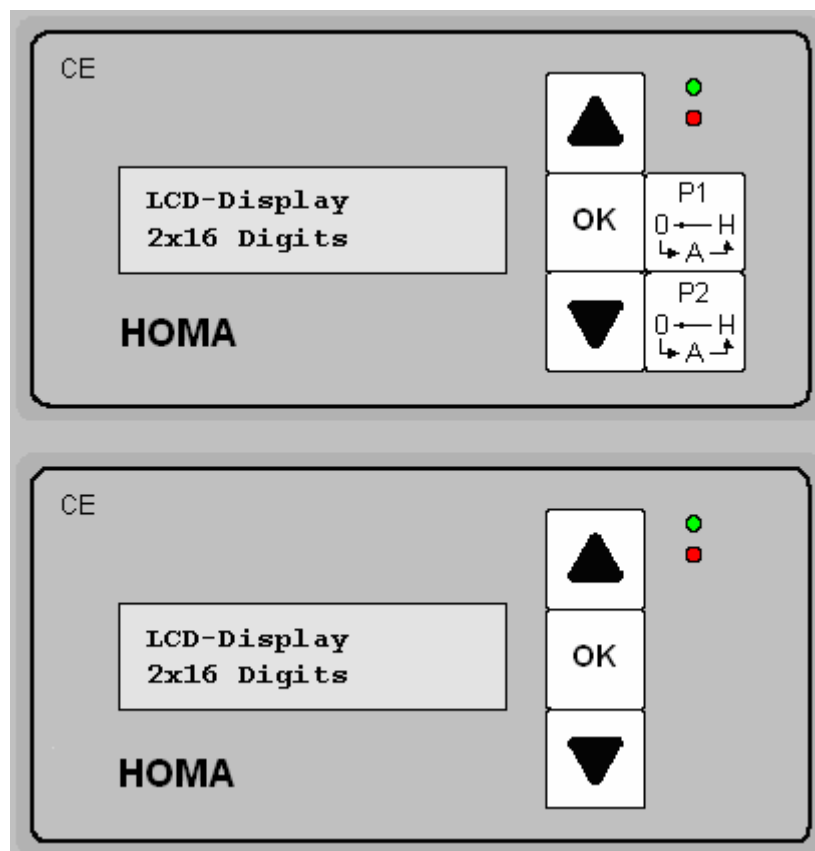 CE
LCD-Display
2x16 Digits
OK
P1
0 H
A
P2
0 H
A
HOMA
CE
LCD-Display
2x16 Digits
OK
HOMA